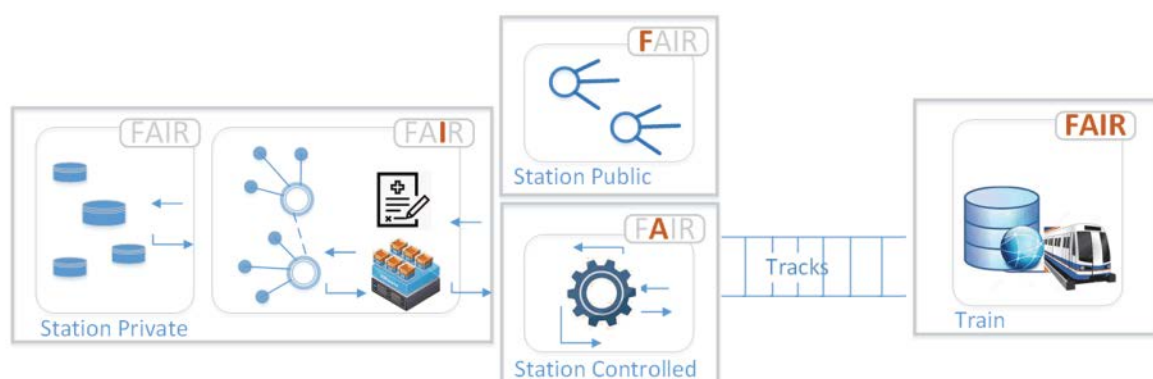 FAIR
FAIR
Station Private
FAIR
Station Public
FAIR
Station Controlled
Tracks
FAIR
Train